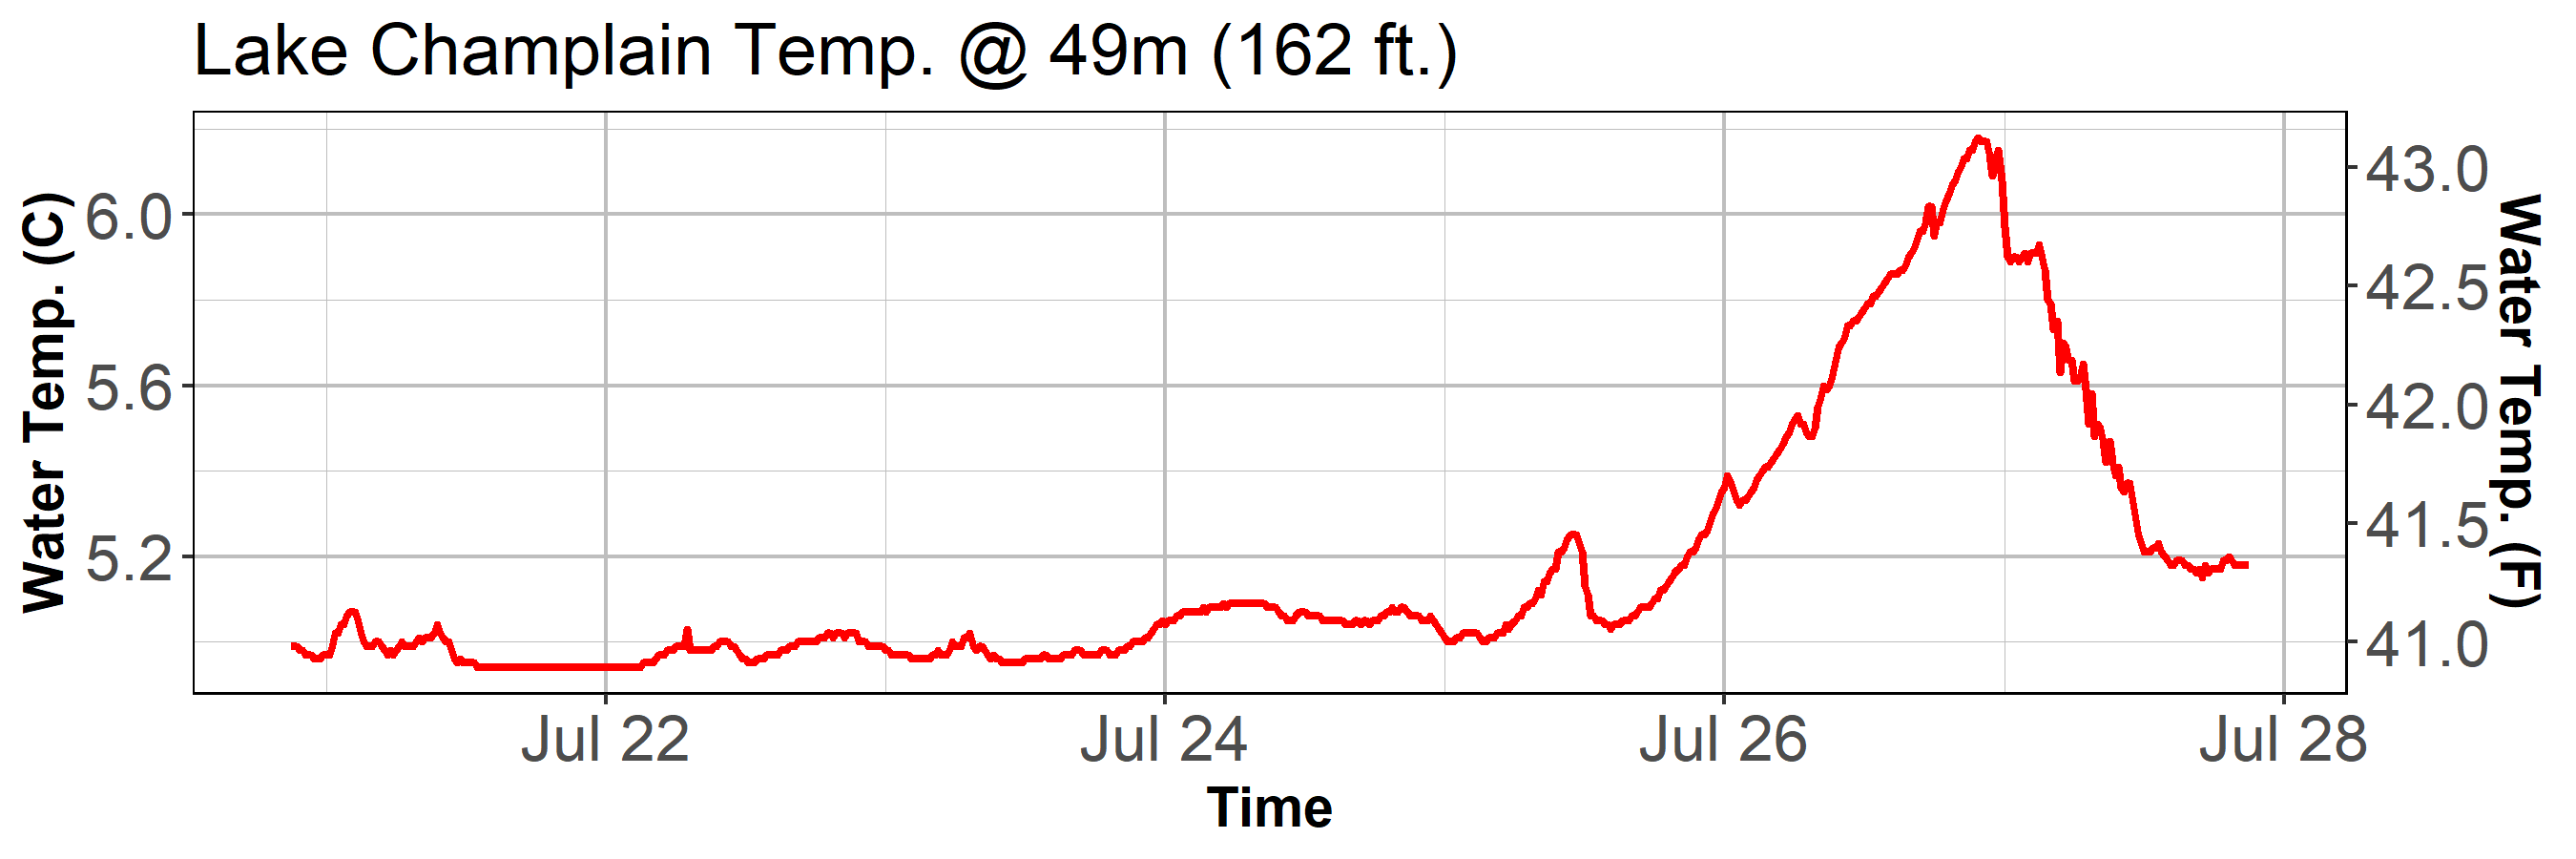 Lake Champlain Temp. @ 49m (162 ft.)
Water Temp. (C)
6.0
5.6
5.2
43.0
42.5
42.0
41.5
41.0
Water Temp. (F)
Jul 22 Jul 24 Jul 26 Jul 28
Time